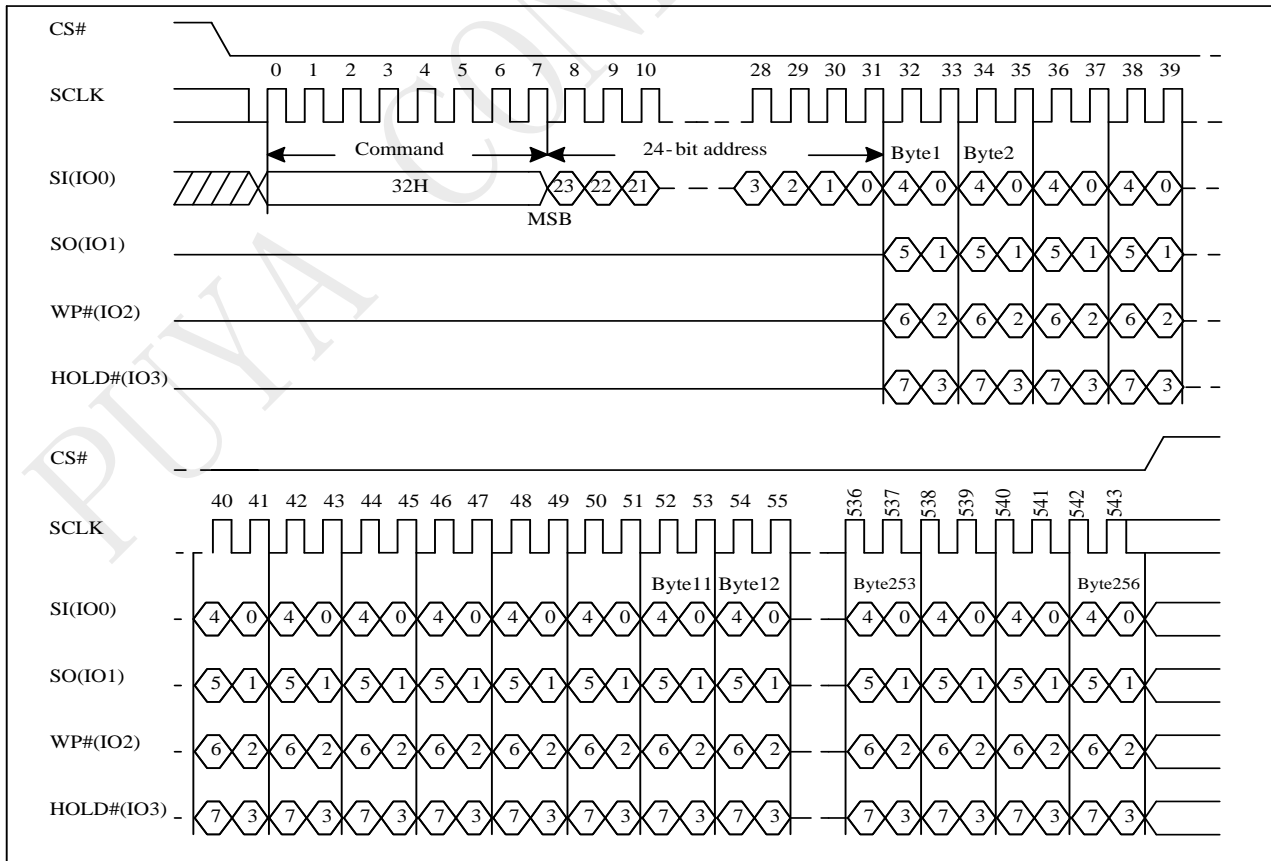 CS#
0 1 2 3 4 5 6 7 8 9 10 28 29 30 31 32 33 34 35 36 37 38 39
SCLK
Command 24-bit address Byte1 Byte2
SI(IO0) 32H 23 22 21 3 2 1 0 4 0 4 0 4 0 4 0
MSB
SO(IO1) 5 1 5 1 5 1 5 1
WP#(IO2) 6 2 6 2 6 2 6 2
HOLD#(IO3) 7 3 7 3 7 3 7 3
CS#
40 41 42 43 44 45 46 47 48 49 50 51 52 53 54 55 536 537 538 539 540 541 542 543
SCLK
Byte11 Byte12 Byte253 Byte256
SI(IO0) 4 0 4 0 4 0 4 0 4 0 4 0 4 0 4 0 4 0 4 0 4 0 4 0
SO(IO1) 5 1 5 1 5 1 5 1 5 1 5 1 5 1 5 1 5 1 5 1 5 1 5 1
WP#(IO2) 6 2 6 2 6 2 6 2 6 2 6 2 6 2 6 2 6 2 6 2 6 2 6 2
HOLD#(IO3) 7 3 7 3 7 3 7 3 7 3 7 3 7 3 7 3 7 3 7 3 7 3 7 3
PUYA